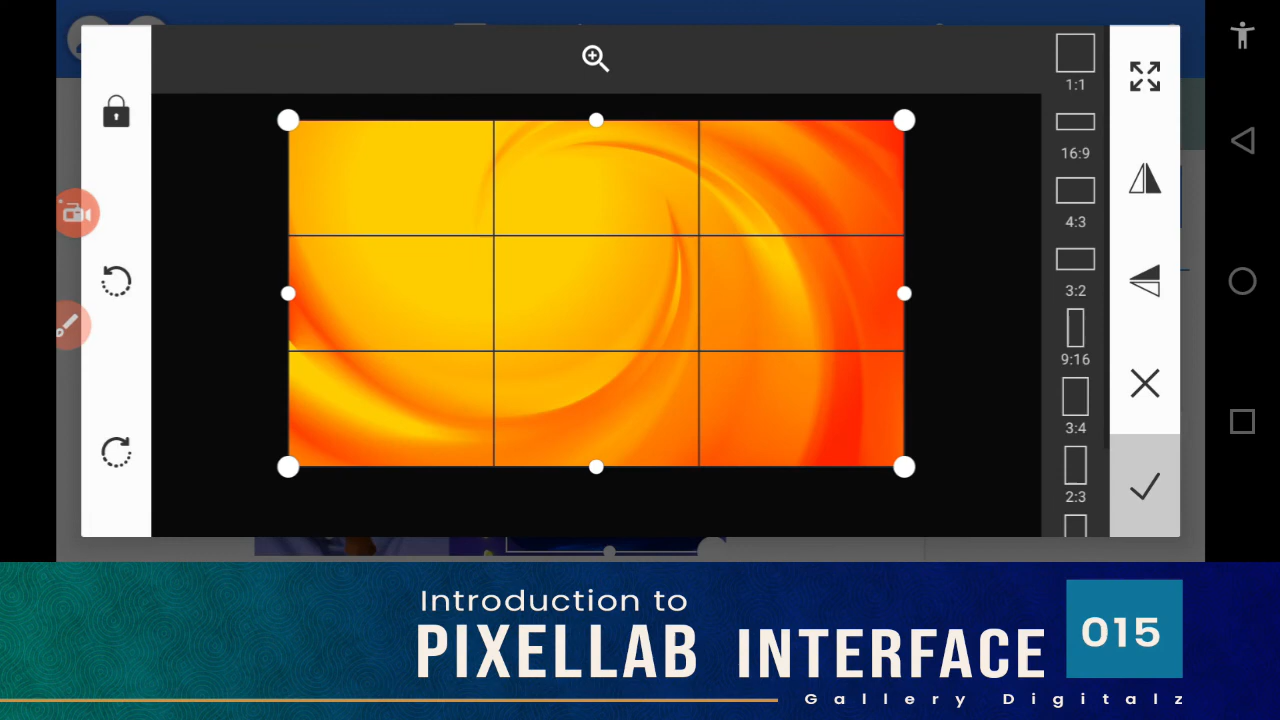 1:1
16:9
4:3
3:2
9:16
3:4
2:3
Introduction to
PIXELLAB INTERFACE
015
Gallery Digitalz